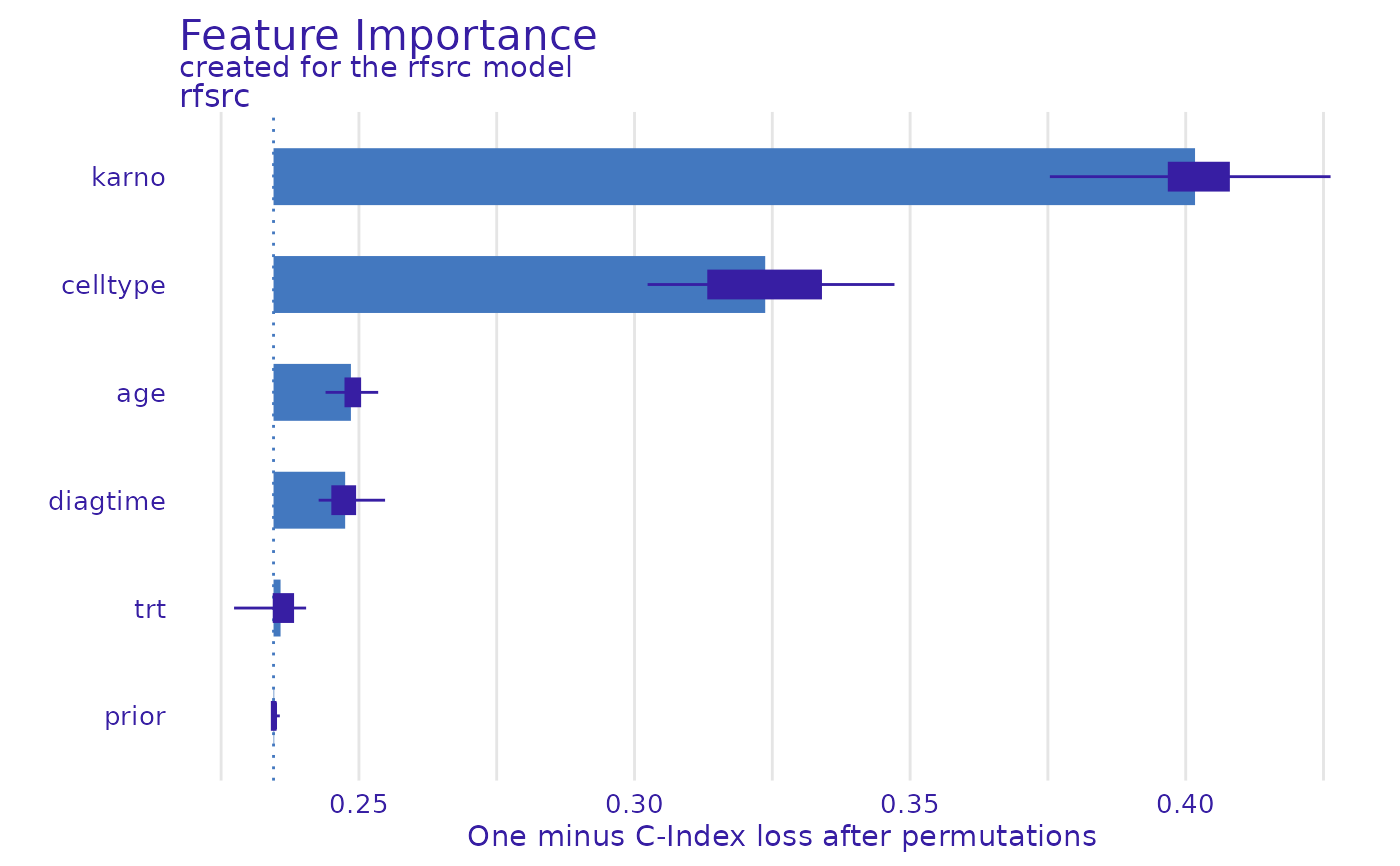 Feature Importance
created for the rfsrc model
rfsrc
karno
celltype
age
diagtime
trt
prior
0.25 0.30 0.35 0.40
One minus C-Index loss after permutations